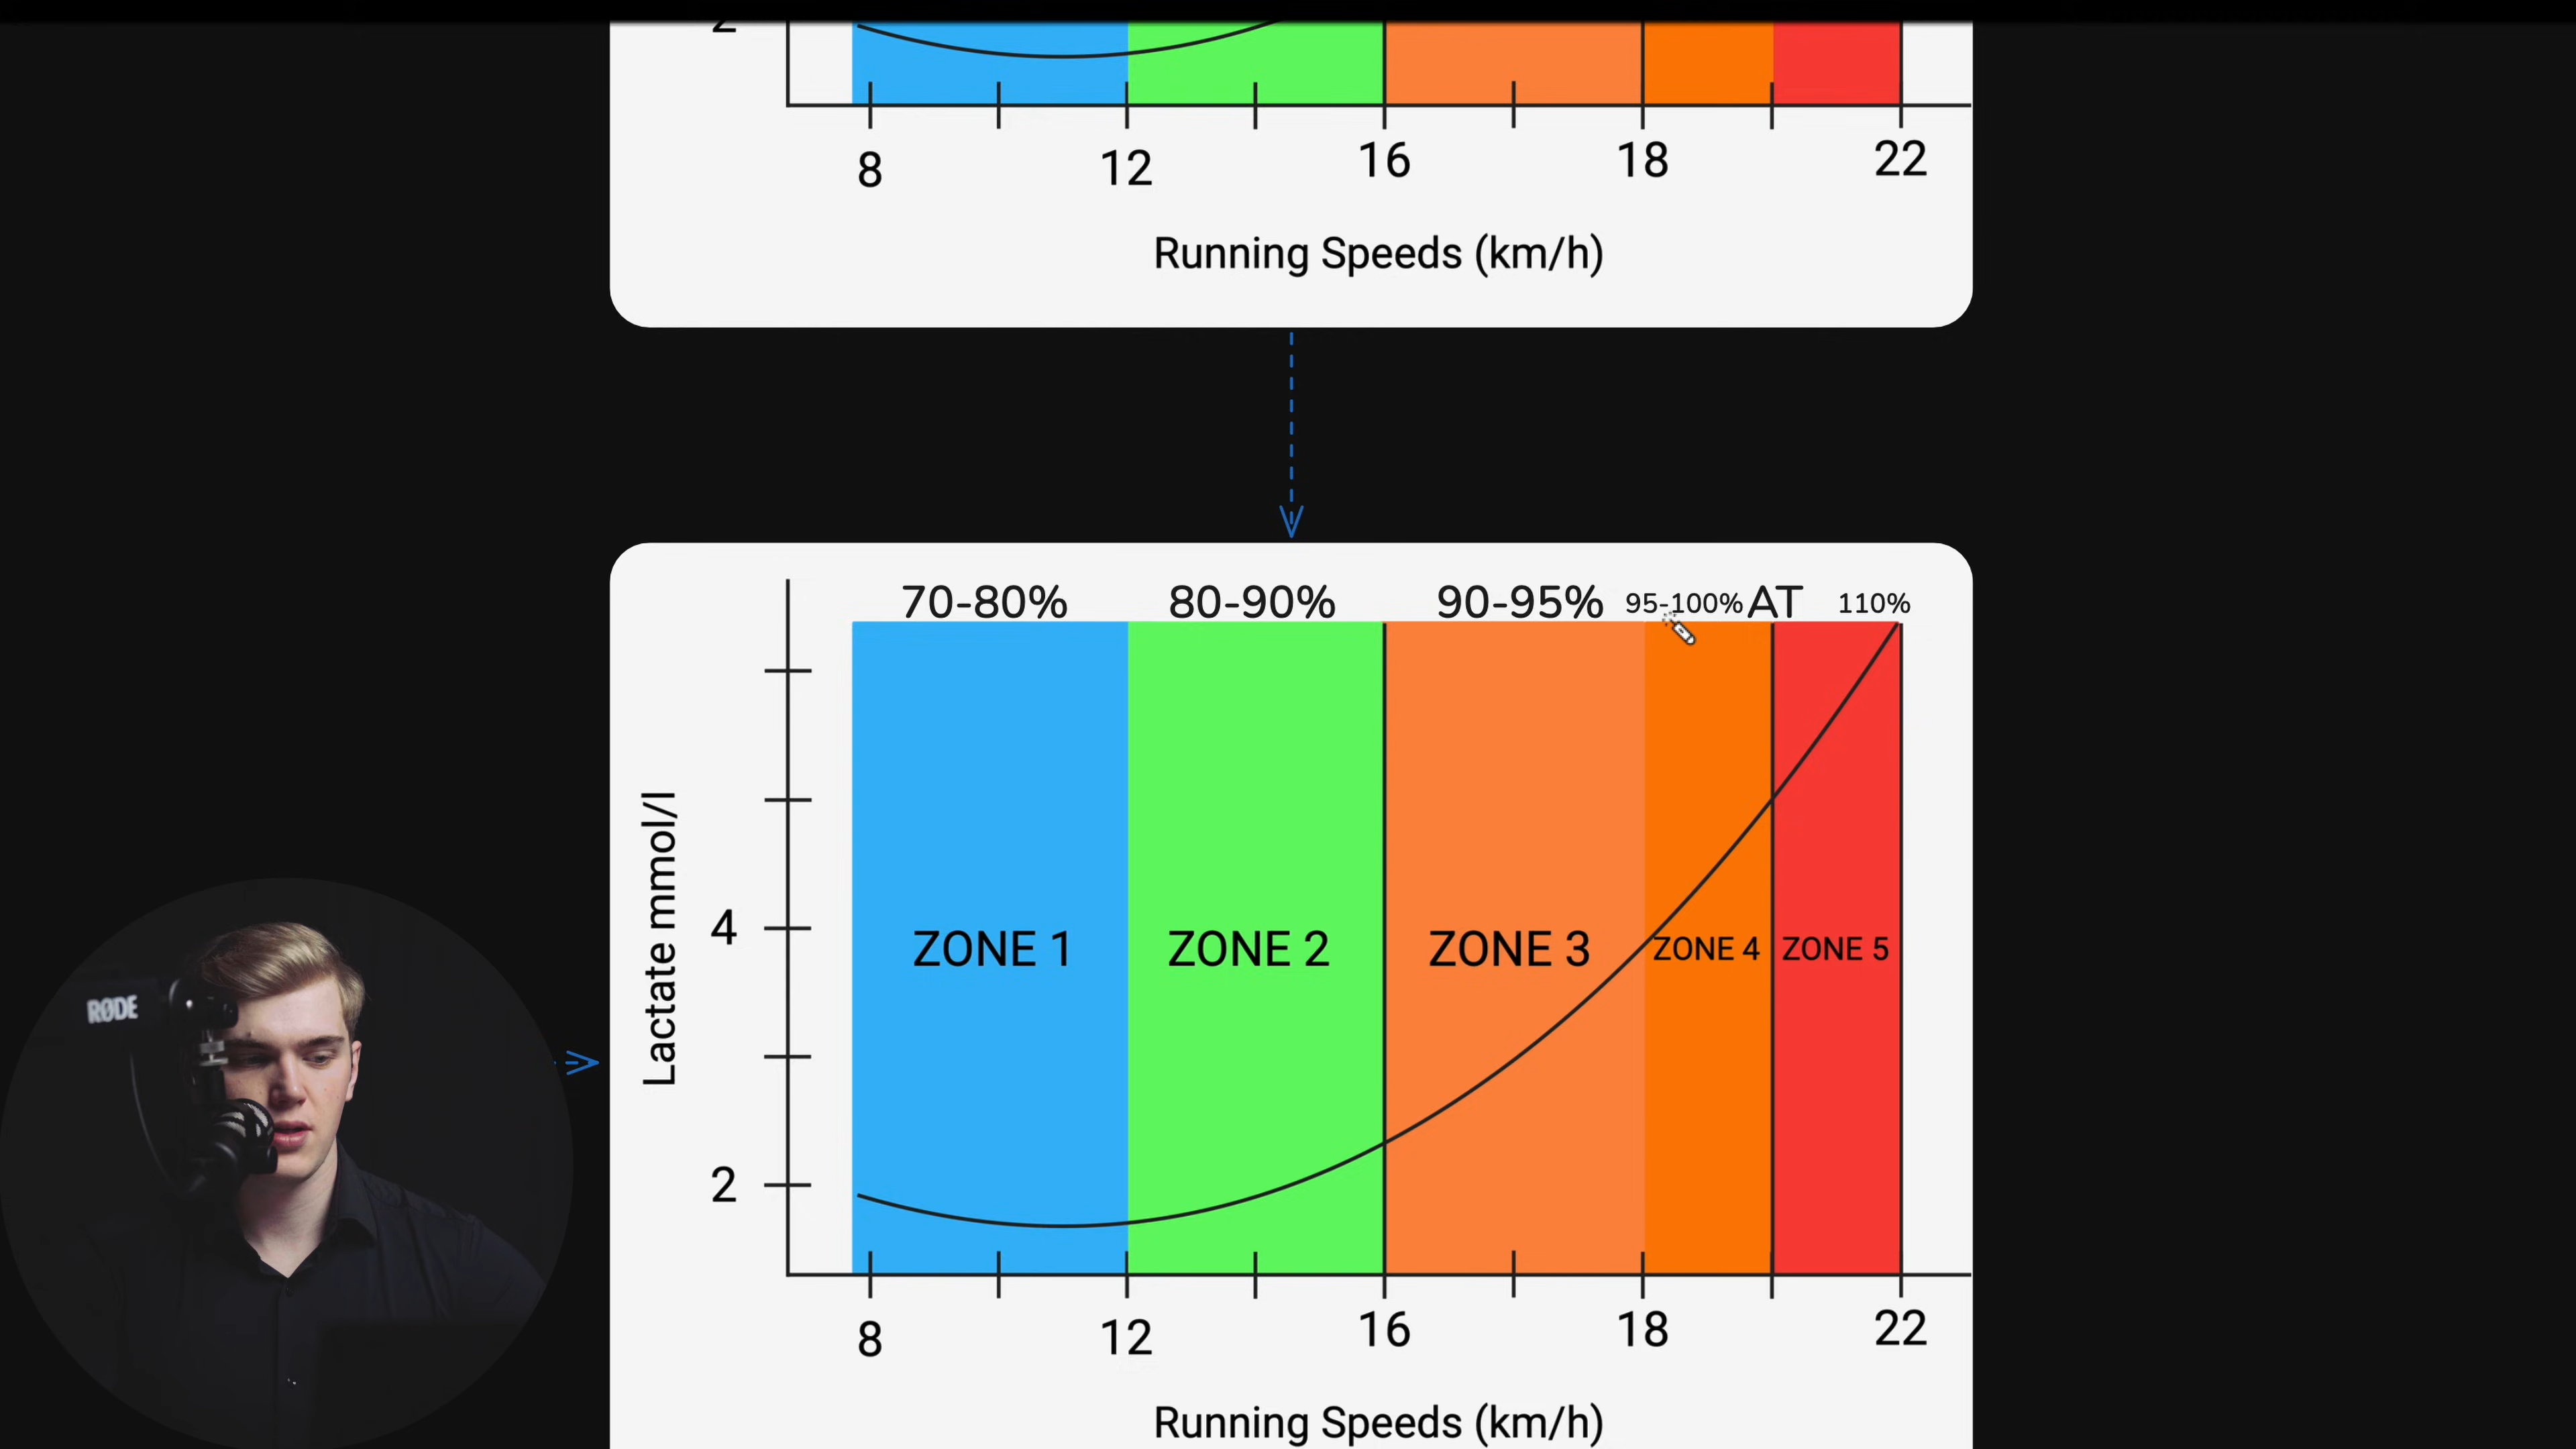 2
8 12 16 18 22
Running Speeds (km/h)
70-80% 80-90% 90-95% 95-100% AT 110%
Lactate mmol/l
4
ZONE 1 ZONE 2 ZONE 3 ZONE 4 ZONE 5
RØDE
2
8 12 16 18 22
Running Speeds (km/h)